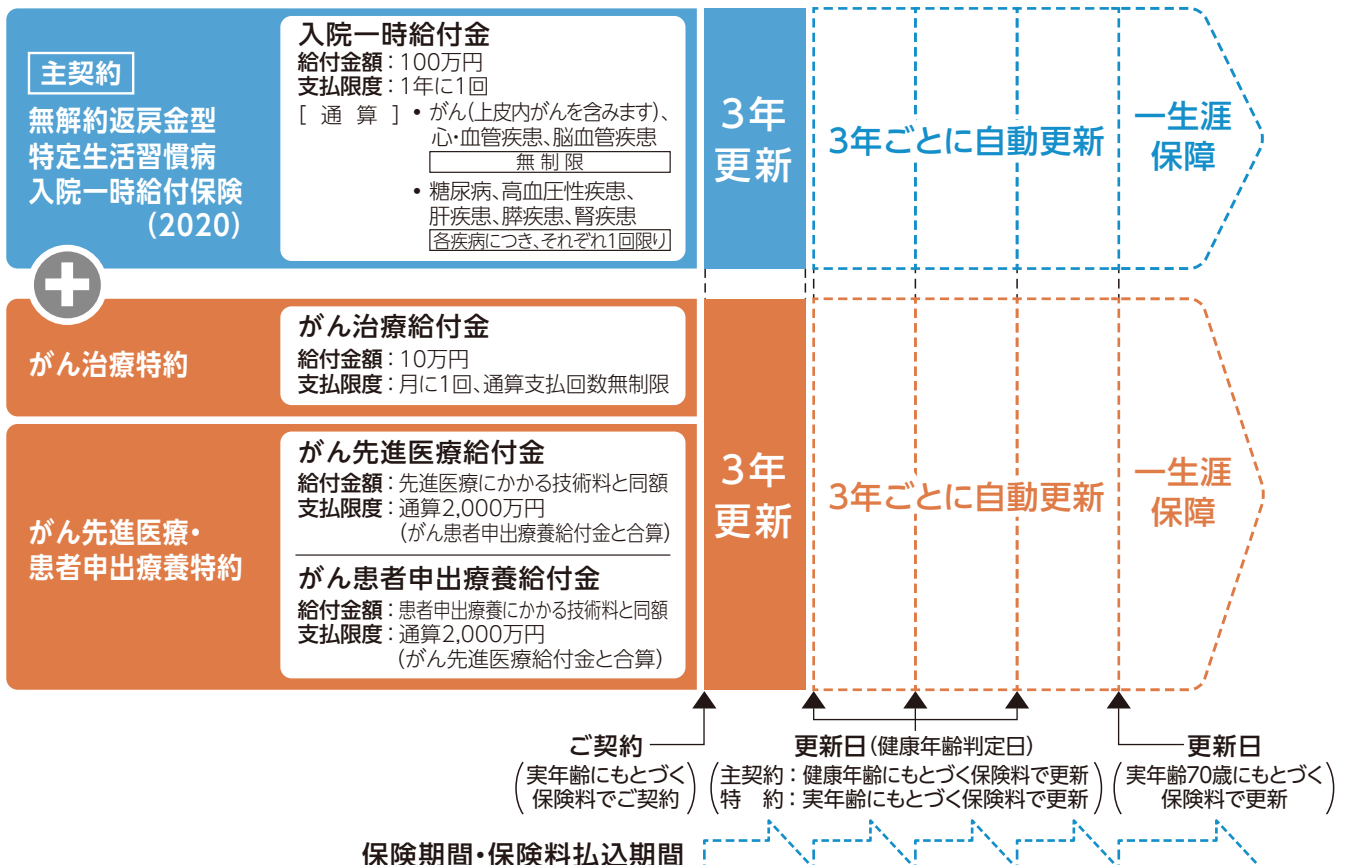 主契約
無解約返戻金型
特定生活習慣病
入院一時給付保険
(2020)
入院一時給付金
給付金額：100万円
支払限度：1年に1回
[通算]・がん(上皮内がんを含みます)、
心・血管疾患、脳血管疾患
無制限
・糖尿病、高血圧性疾患、
肝疾患、膵疾患、腎疾患
各疾病につき、それぞれ1回限り
3年
更新
3年ごとに自動更新
一生涯
保障
がん治療特約
がん治療給付金
給付金額：10万円
支払限度：月に1回、通算支払回数無制限
がん先進医療・
患者申出療養特約
がん先進医療給付金
給付金額：先進医療にかかる技術料と同額
支払限度：通算2,000万円
(がん患者申出療養給付金と合算)
がん患者申出療養給付金
給付金額：患者申出療養にかかる技術料と同額
支払限度：通算2,000万円
(がん先進医療給付金と合算)
3年
更新
3年ごとに自動更新
一生涯
保障
ご契約
(実年齢にもとづく
保険料でご契約)
更新日(健康年齢判定日)
(主契約：健康年齢にもとづく保険料で更新
特 約：実年齢にもとづく保険料で更新)
更新日
(実年齢70歳にもとづく
保険料で更新)
保険期間・保険料払込期間